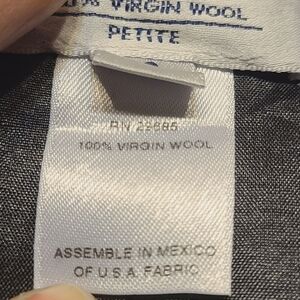 % VIRGIN WOOL
PETITE
RN 22685
100% VIRGIN WOOL
ASSEMBLE IN MEXICO
OF U.S.A. FABRIC